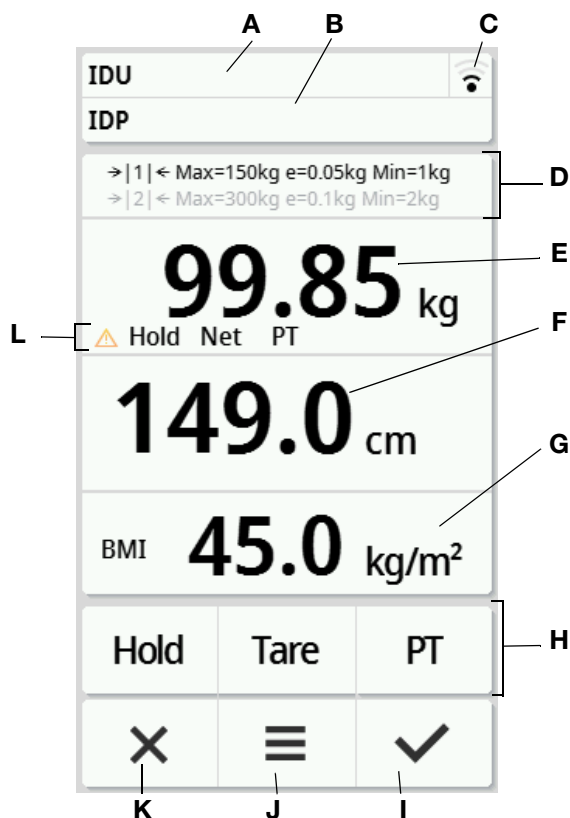 A B C
IDU
IDP
→|1|← Max=150kg e=0.05kg Min=1kg
→|2|← Max=300kg e=0.1kg Min=2kg
D
99.85 kg
E
L
Hold Net PT
F
149.0 cm
G
BMI 45.0 kg/m²
Hold Tare PT
H
K J I